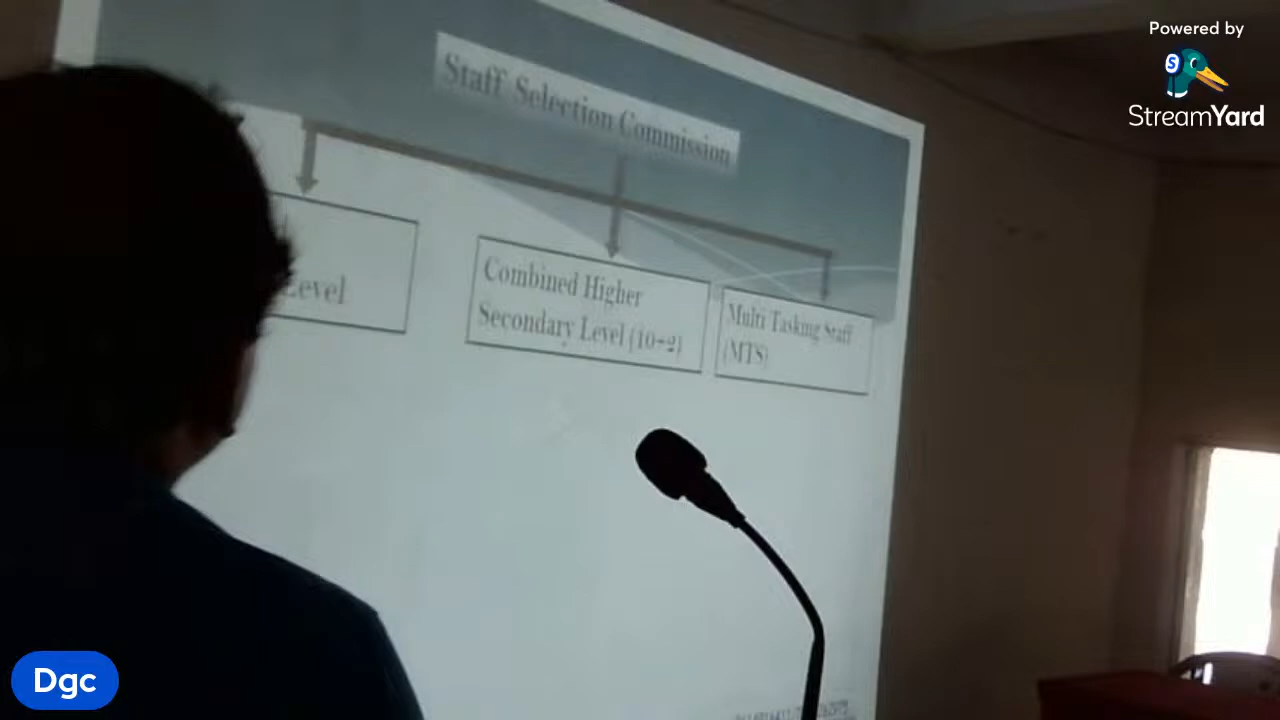 Powered by
StreamYard
Staff Selection Commission
Level
Combined Higher
Secondary Level (10+2)
Multi Tasking Staff
(MTS)
Dgc